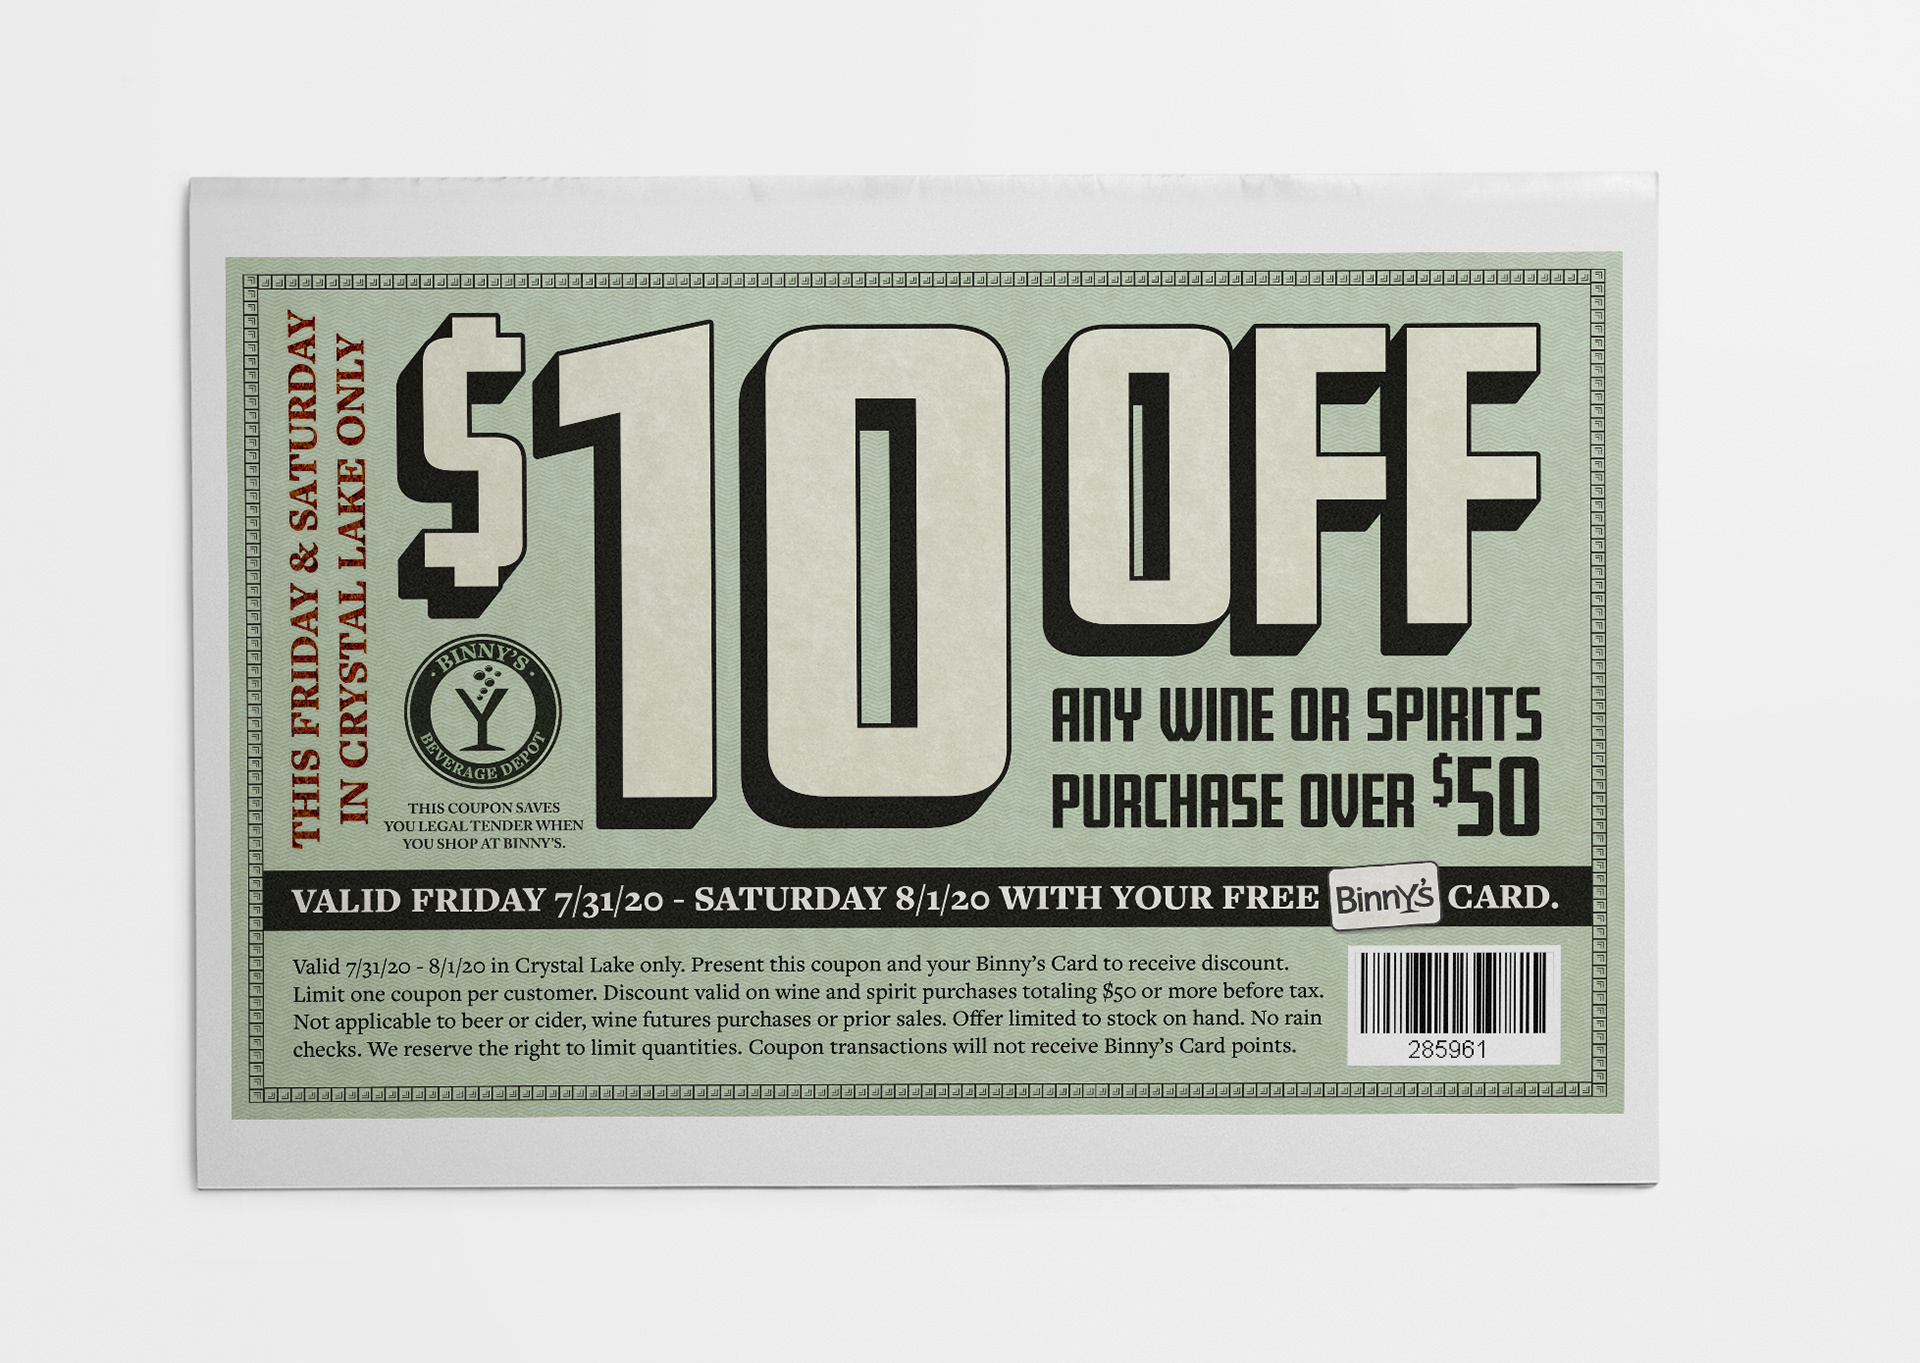 THIS FRIDAY & SATURDAY
IN CRYSTAL LAKE ONLY
$10 OFF
ANY WINE OR SPIRITS
PURCHASE OVER $50
BINNY'S
BEVERAGE DEPOT
THIS COUPON SAVES
YOU LEGAL TENDER WHEN
YOU SHOP AT BINNY'S.
VALID FRIDAY 7/31/20 - SATURDAY 8/1/20 WITH YOUR FREE Binny's CARD.
Valid 7/31/20 - 8/1/20 in Crystal Lake only. Present this coupon and your Binny's Card to receive discount.
Limit one coupon per customer. Discount valid on wine and spirit purchases totaling $50 or more before tax.
Not applicable to beer or cider, wine futures purchases or prior sales. Offer limited to stock on hand. No rain
checks. We reserve the right to limit quantities. Coupon transactions will not receive Binny's Card points.
285961